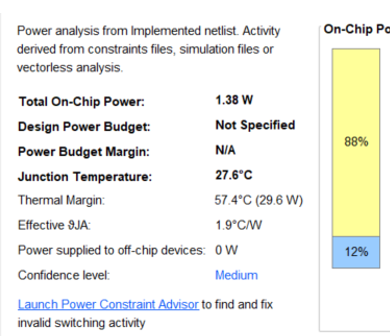 Power analysis from Implemented netlist. Activity
derived from constraints files, simulation files or
vectorless analysis.
Total On-Chip Power: 1.38 W
Design Power Budget: Not Specified
Power Budget Margin: N/A
Junction Temperature: 27.6°C
Thermal Margin: 57.4°C (29.6 W)
Effective ϑJA: 1.9°C/W
Power supplied to off-chip devices: 0 W
Confidence level: Medium
Launch Power Constraint Advisor to find and fix
invalid switching activity
On-Chip Po
88%
12%